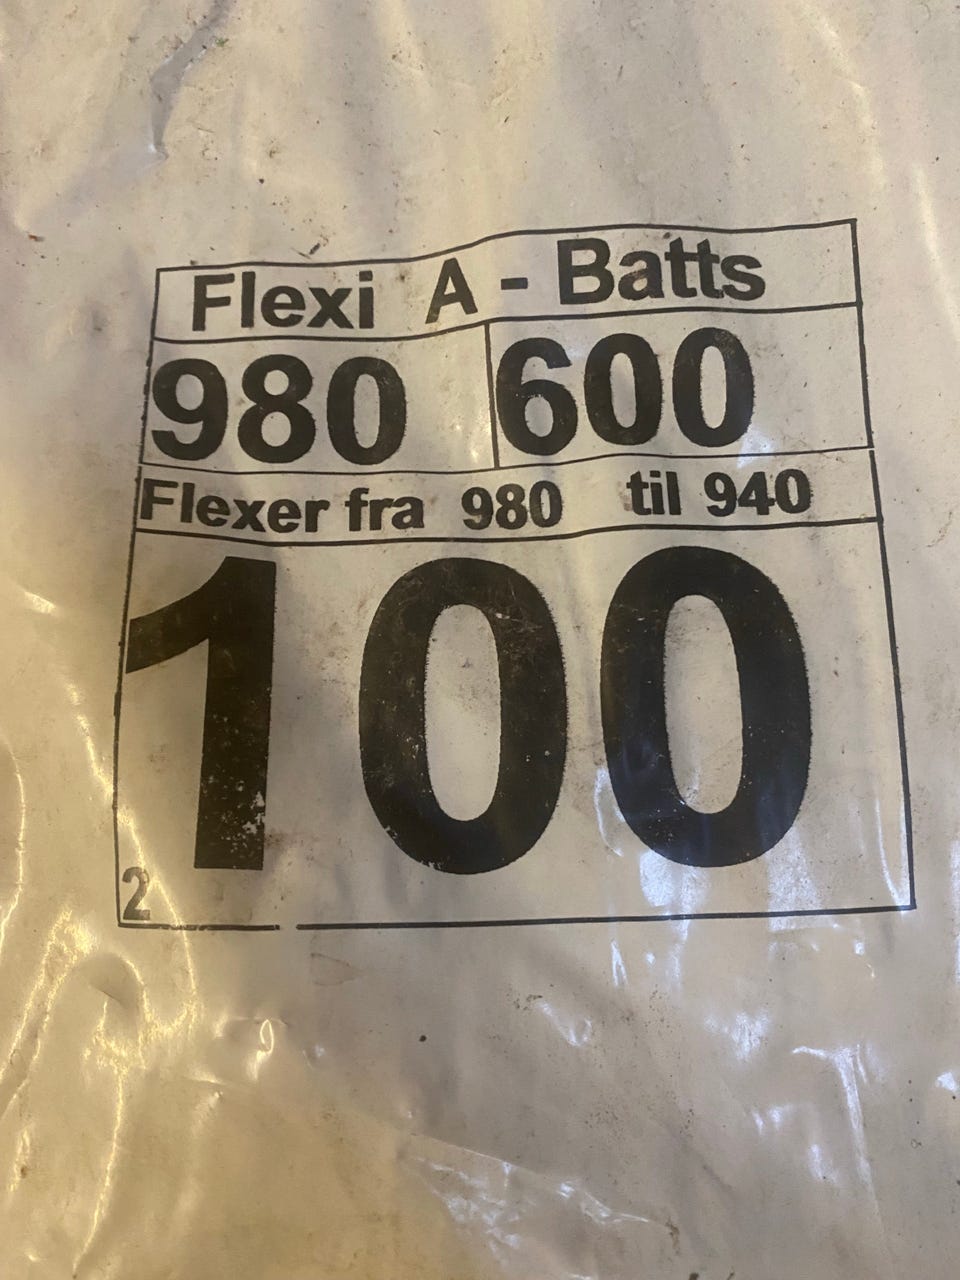 Flexi A - Batts
980 600
Flexer fra 980 til 940
100
2